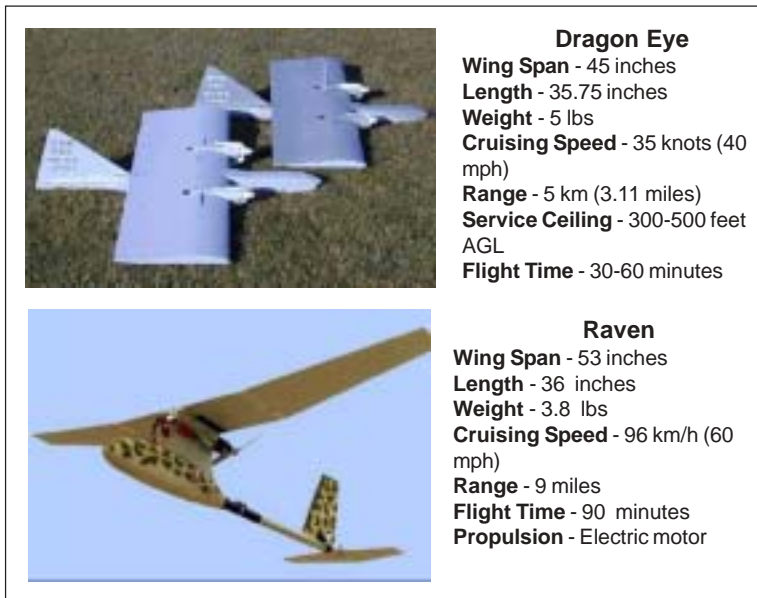 Dragon Eye
Wing Span - 45 inches
Length - 35.75 inches
Weight - 5 lbs
Cruising Speed - 35 knots (40
mph)
Range - 5 km (3.11 miles)
Service Ceiling - 300-500 feet
AGL
Flight Time - 30-60 minutes
Raven
Wing Span - 53 inches
Length - 36 inches
Weight - 3.8 lbs
Cruising Speed - 96 km/h (60
mph)
Range - 9 miles
Flight Time - 90 minutes
Propulsion - Electric motor